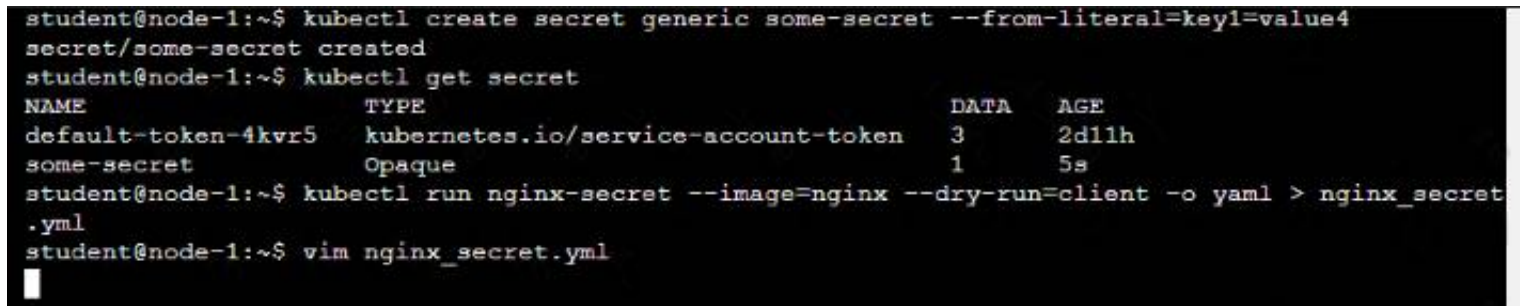 student@node-1:~$ kubectl create secret generic some-secret --from-literal=key1=value4
secret/some-secret created
student@node-1:~$ kubectl get secret
NAME                  TYPE                                  DATA   AGE
default-token-4kvr5   kubernetes.io/service-account-token   3      2d11h
some-secret           Opaque                                1      5s
student@node-1:~$ kubectl run nginx-secret --image=nginx --dry-run=client -o yaml > nginx_secret
.yml
student@node-1:~$ vim nginx_secret.yml